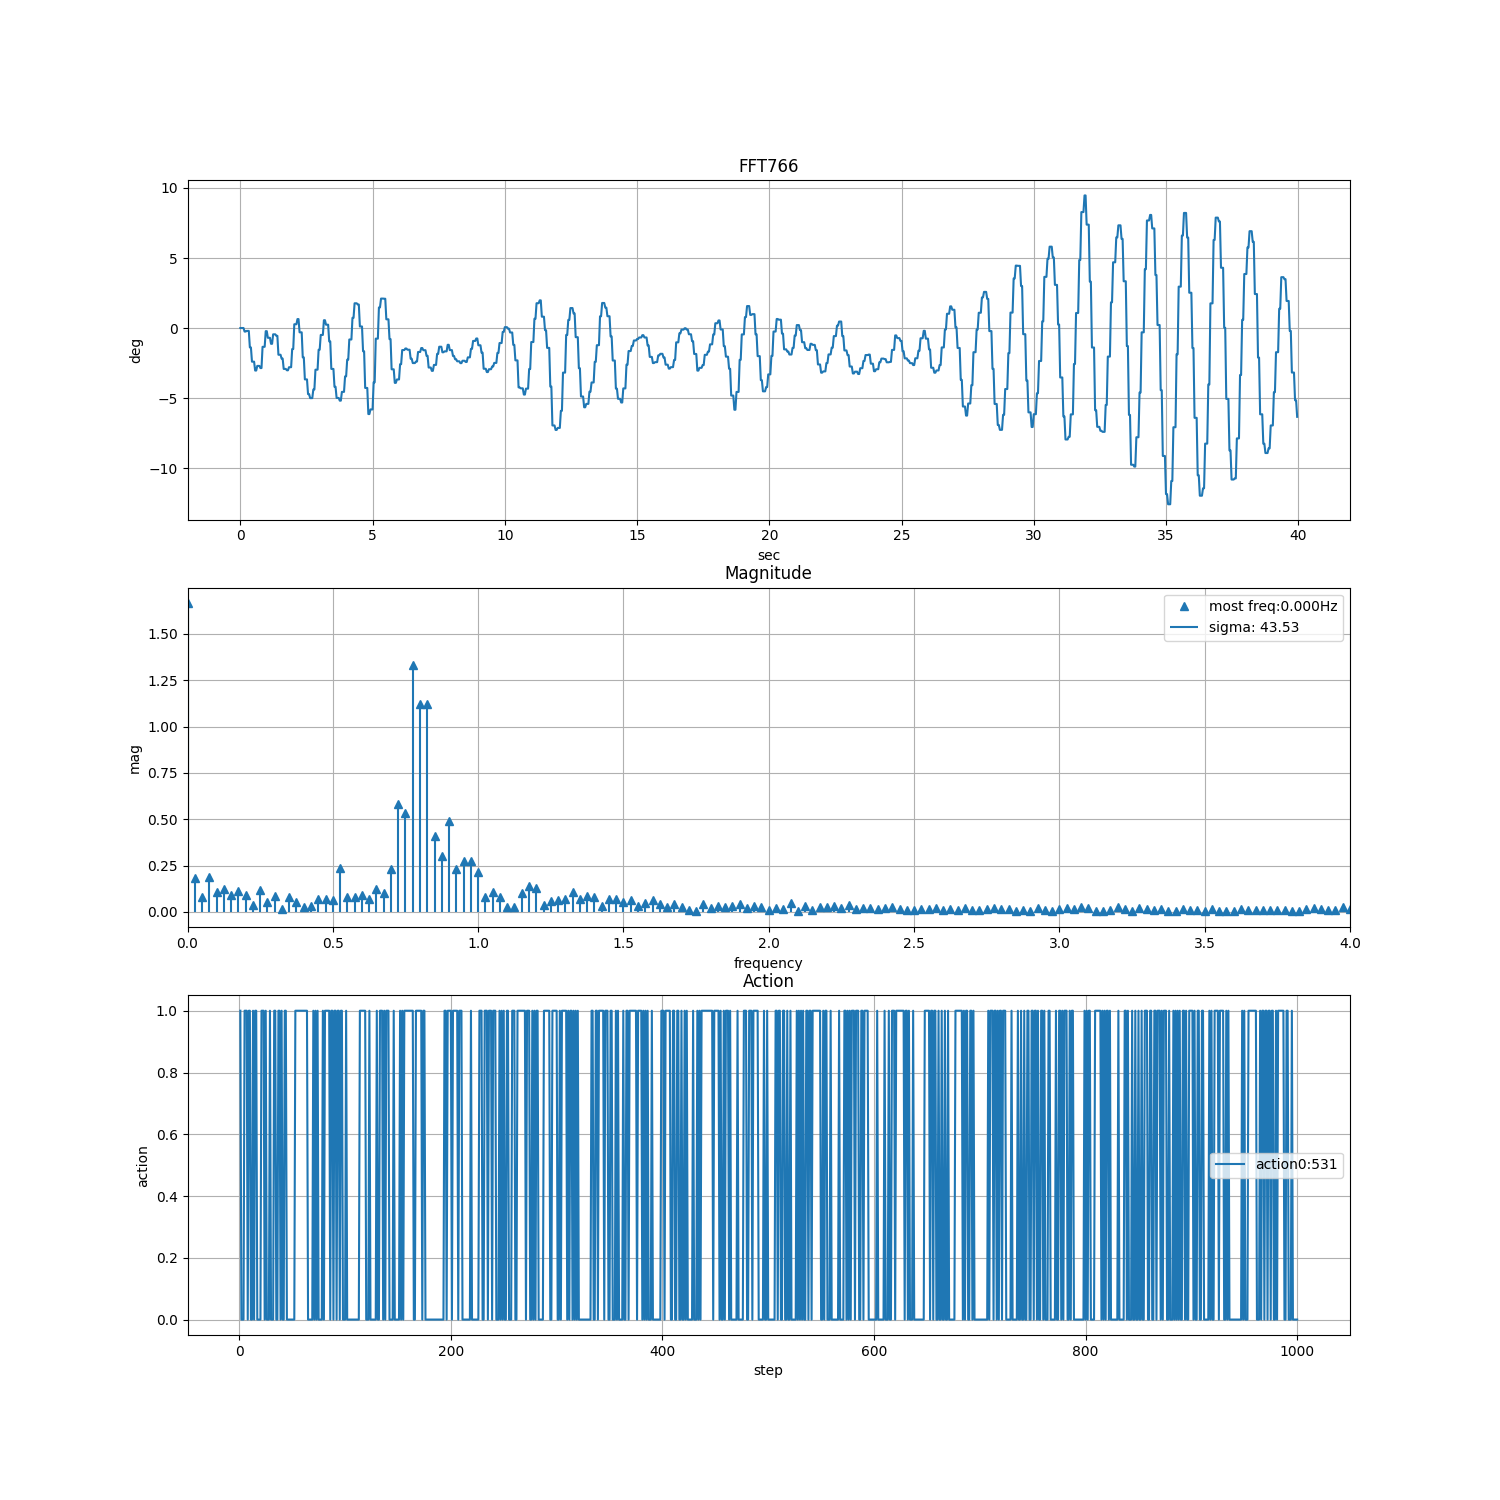 FFT766
10
5
0
−5
−10
deg
0 5 10 15 20 25 30 35 40
sec
Magnitude
most freq:0.000Hz
sigma: 43.53
1.50
1.25
1.00
0.75
0.50
0.25
0.00
mag
0.0 0.5 1.0 1.5 2.0 2.5 3.0 3.5 4.0
frequency
Action
1.0
0.8
0.6
0.4
0.2
0.0
action
action0:531
0 200 400 600 800 1000
step